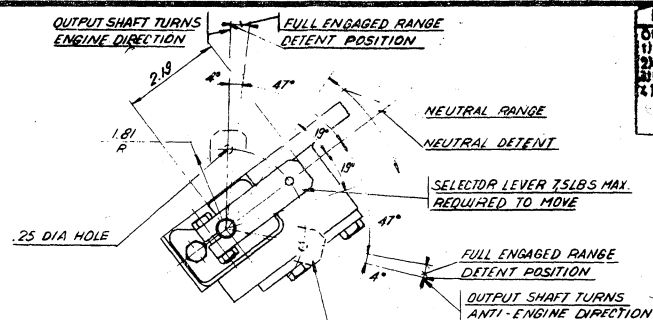 OUTPUT SHAFT TURNS
ENGINE DIRECTION
FULL ENGAGED RANGE
DETENT POSITION
2.19
4°
47°
NEUTRAL RANGE
1.81
R
19°
NEUTRAL DETENT
19°
SELECTOR LEVER 7.5LBS MAX.
REQUIRED TO MOVE
47°
.25 DIA HOLE
FULL ENGAGED RANGE
4°
DETENT POSITION
OUTPUT SHAFT TURNS
ANTI-ENGINE DIRECTION